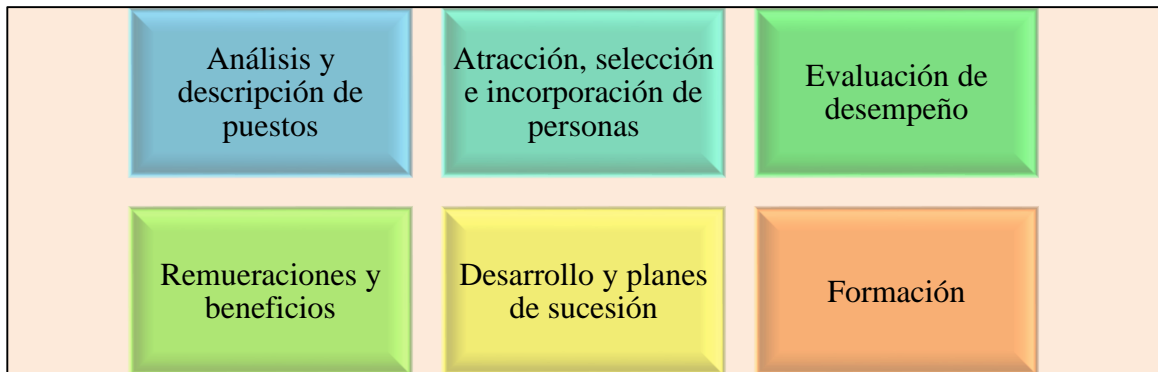 Análisis y
descripción de
puestos
Atracción, selección
e incorporación de
personas
Evaluación de
desempeño
Remueraciones y
beneficios
Desarrollo y planes
de sucesión
Formación